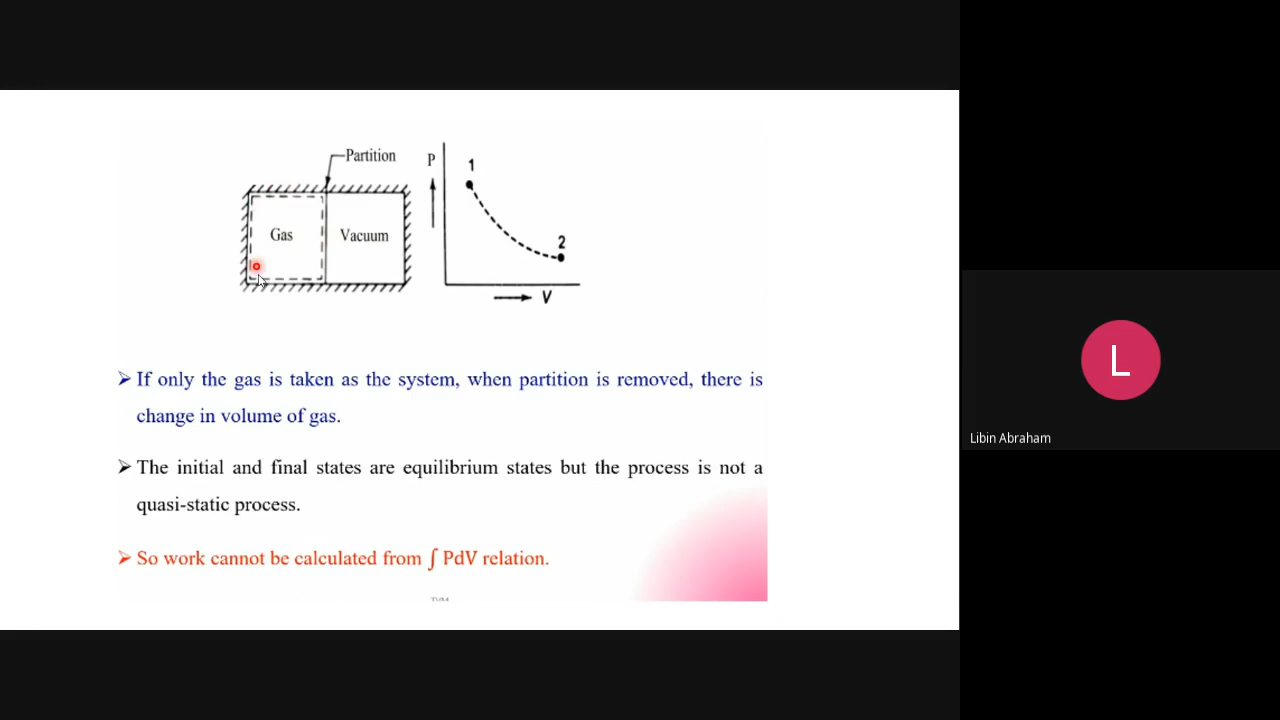 Partition
P
1
Gas
Vacuum
2
V
➢ If only the gas is taken as the system, when partition is removed, there is
change in volume of gas.
➢ The initial and final states are equilibrium states but the process is not a
quasi-static process.
➢ So work cannot be calculated from ∫ PdV relation.
L
Libin Abraham